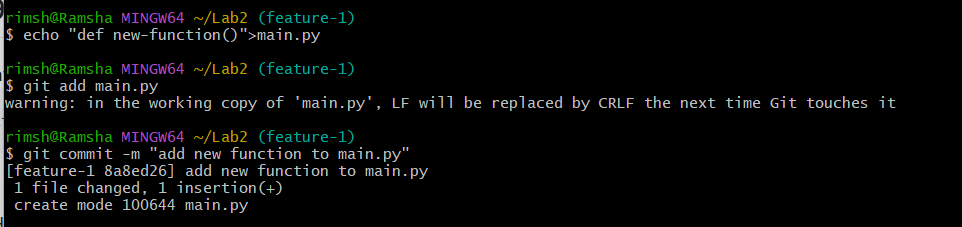 rimsh@Ramsha MINGW64 ~/Lab2 (feature-1)
$ echo "def new-function()">main.py
rimsh@Ramsha MINGW64 ~/Lab2 (feature-1)
$ git add main.py
warning: in the working copy of 'main.py', LF will be replaced by CRLF the next time Git touches it
rimsh@Ramsha MINGW64 ~/Lab2 (feature-1)
$ git commit -m "add new function to main.py"
[feature-1 8a8ed26] add new function to main.py
 1 file changed, 1 insertion(+)
 create mode 100644 main.py